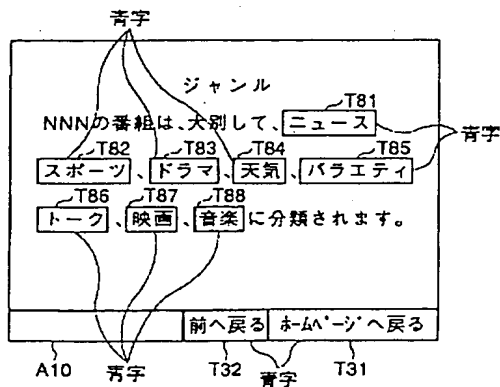 青字
ジャンル
T81
NNNの番組は、大別して、ニュース
青字
T82 T83 T84 T85
スポーツ、ドラマ、天気、バラエティ
T86 T87 T88
トーク、映画、音楽に分類されます。
前へ戻る ホームページへ戻る
A10 青字 T32 青字 T31